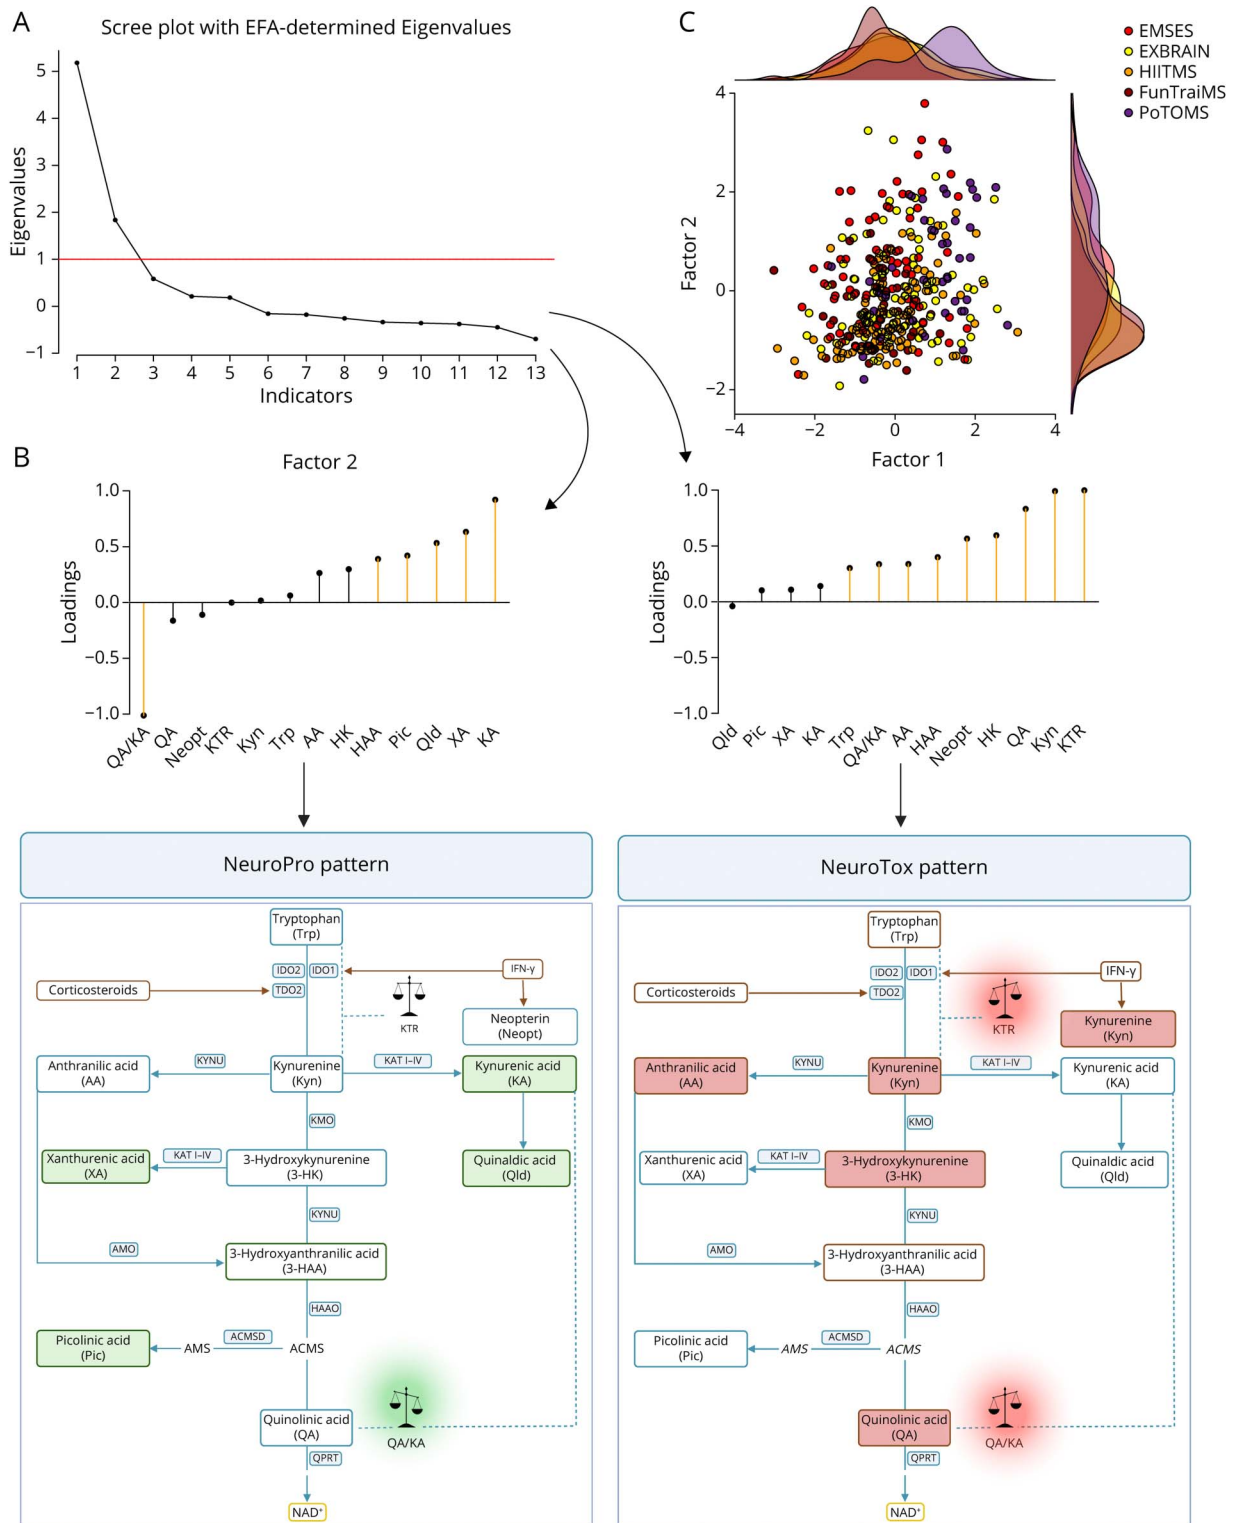 A
Scree plot with EFA-determined Eigenvalues
Eigenvalues
5
4
3
2
1
0
−1
1 2 3 4 5 6 7 8 9 10 11 12 13
Indicators
C
EMSES
EXBRAIN
HIITMS
FunTraiMS
PoTOMS
Factor 2
4
2
0
−2
−4 −2 0 2 4
Factor 1
B
Factor 2
Loadings
1.0
0.5
0.0
−0.5
−1.0
QA/KA QA Neopt KTR Kyn Trp AA HK HAA Pic Qld XA KA
Loadings
1.0
0.5
0.0
−0.5
−1.0
Qld Pic XA KA Trp QA/KA AA HAA Neopt HK QA Kyn KTR
NeuroPro pattern
Tryptophan
(Trp)
IDO2 IDO1
TDO2
IFN-γ
Corticosteroids
KTR
Neopterin
(Neopt)
Anthranilic acid
(AA)
KYNU
Kynurenine
(Kyn)
KAT I–IV
Kynurenic acid
(KA)
KMO
Xanthurenic acid
(XA)
KAT I–IV
3-Hydroxykynurenine
(3-HK)
Quinaldic acid
(Qld)
KYNU
AMO
3-Hydroxyanthranilic acid
(3-HAA)
HAAO
Picolinic acid
(Pic)
AMS
ACMSD
ACMS
Quinolinic acid
(QA)
QA/KA
QPRT
NAD⁺
NeuroTox pattern
Tryptophan
(Trp)
IDO2 IDO1
TDO2
IFN-γ
Corticosteroids
KTR
Kynurenine
(Kyn)
Anthranilic acid
(AA)
KYNU
Kynurenine
(Kyn)
KAT I–IV
Kynurenic acid
(KA)
KMO
Xanthurenic acid
(XA)
KAT I–IV
3-Hydroxykynurenine
(3-HK)
Quinaldic acid
(Qld)
KYNU
AMO
3-Hydroxyanthranilic acid
(3-HAA)
HAAO
Picolinic acid
(Pic)
AMS
ACMSD
ACMS
Quinolinic acid
(QA)
QA/KA
QPRT
NAD⁺